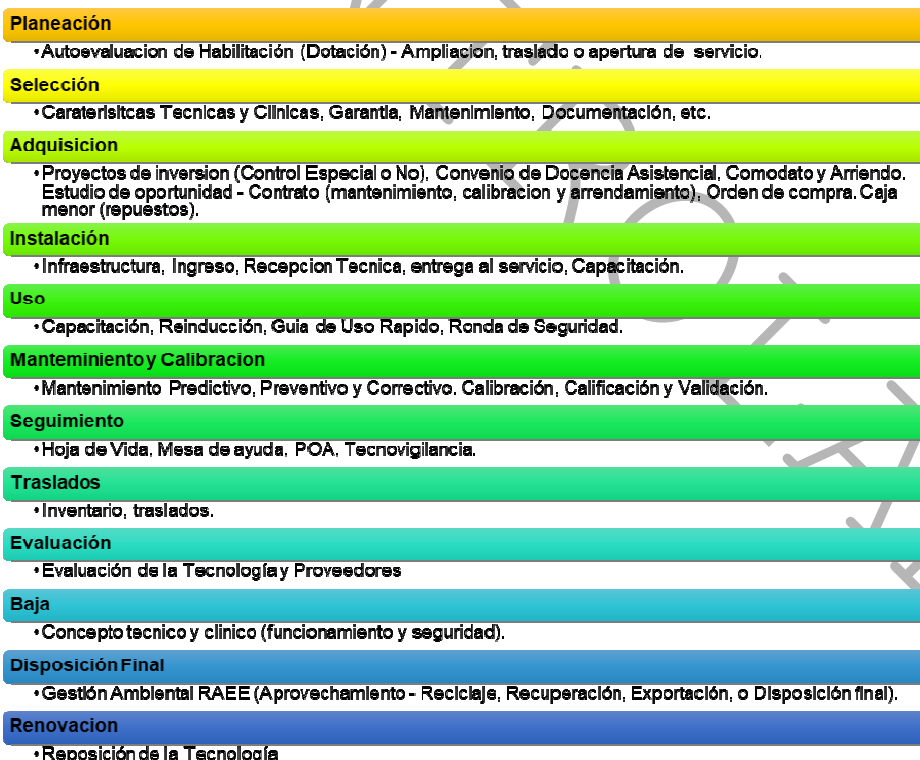 Planeación
•Autoevaluacion de Habilitación (Dotación) - Ampliacion, traslado o apertura de servicio.
Selección
•Caraterisitcas Tecnicas y Clinicas, Garantia, Mantenimiento, Documentación, etc.
Adquisicion
•Proyectos de inversion (Control Especial o No), Convenio de Docencia Asistencial, Comodato y Arriendo.
Estudio de oportunidad - Contrato (mantenimiento, calibracion y arrendamiento), Orden de compra. Caja
menor (repuestos).
Instalación
•Infraestructura, Ingreso, Recepcion Tecnica, entrega al servicio, Capacitación.
Uso
•Capacitación, Reinducción, Guia de Uso Rapido, Ronda de Seguridad.
Manteminiento y Calibracion
•Mantenimiento Predictivo, Preventivo y Correctivo. Calibración, Calificación y Validación.
Seguimiento
•Hoja de Vida, Mesa de ayuda, POA, Tecnovigilancia.
Traslados
•Inventario, traslados.
Evaluación
•Evaluación de la Tecnología y Proveedores
Baja
•Concepto tecnico y clinico (funcionamiento y seguridad).
Disposición Final
•Gestión Ambiental RAEE (Aprovechamiento - Reciclaje, Recuperación, Exportación, o Disposición final).
Renovacion
•Reposición de la Tecnología